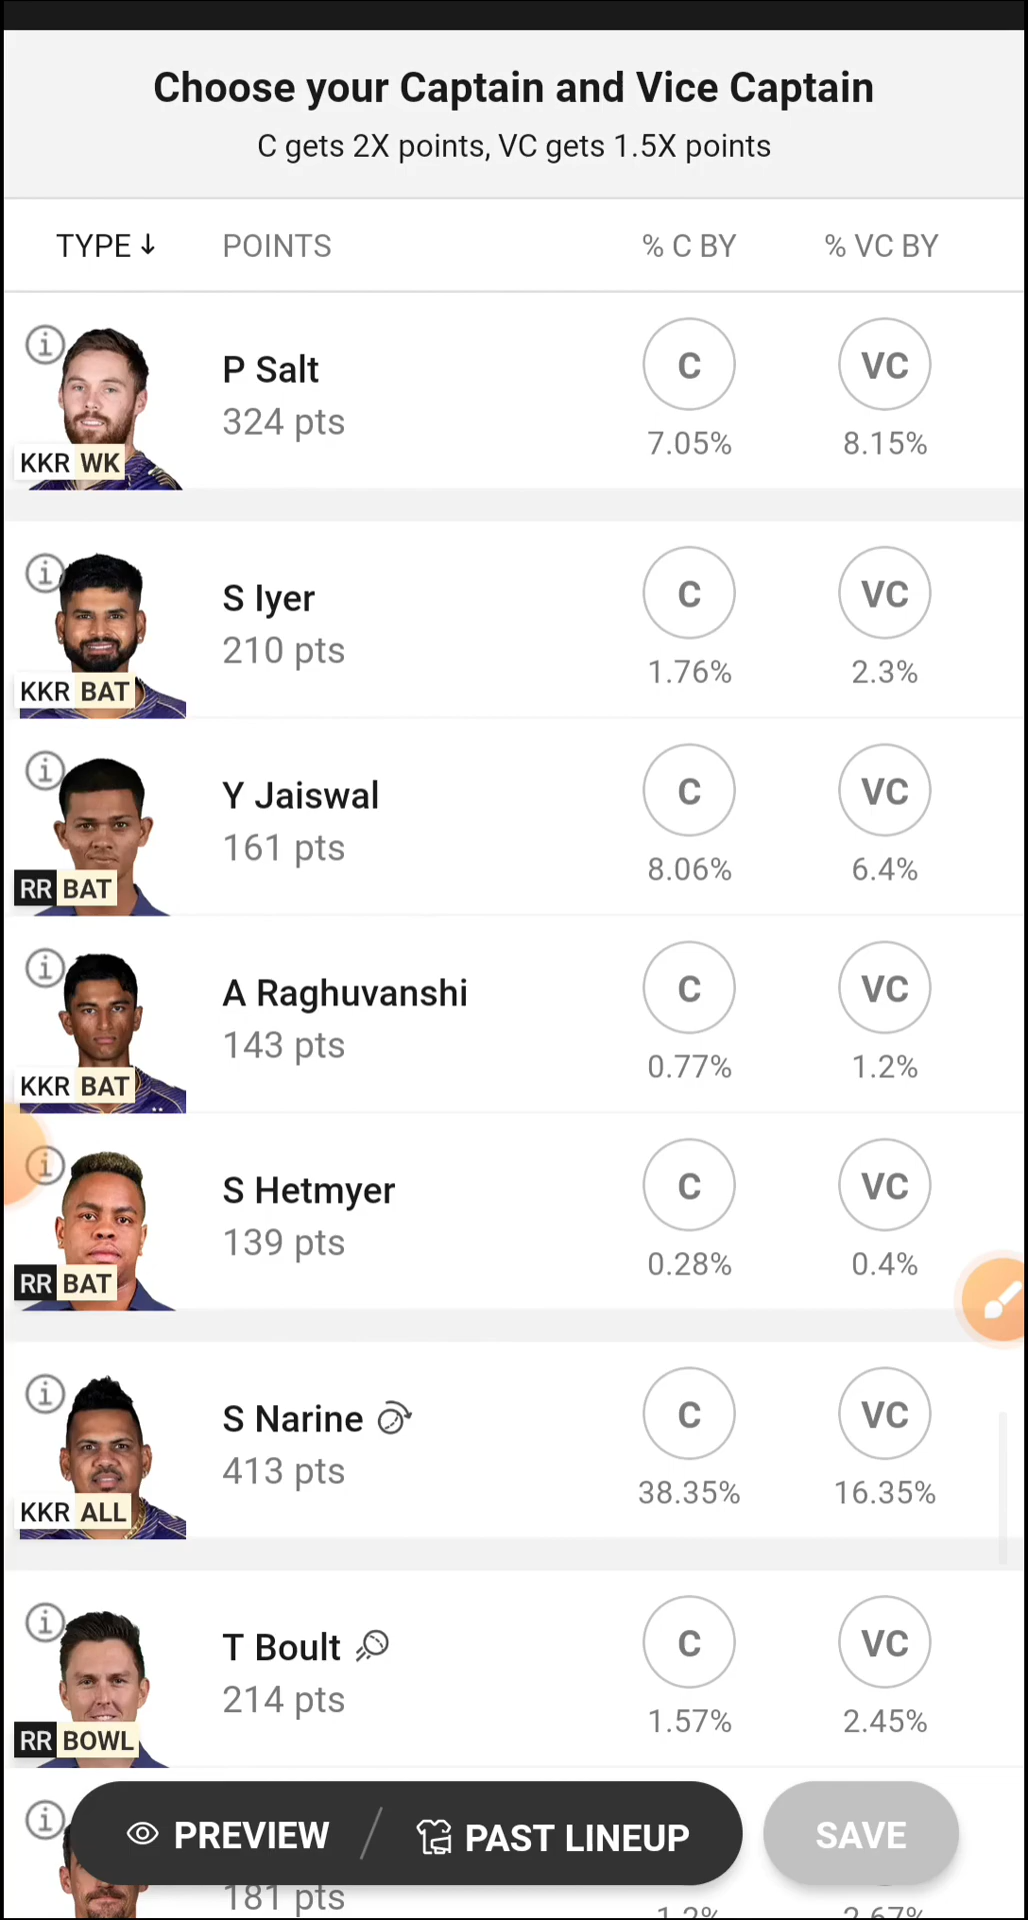 Choose your Captain and Vice Captain
C gets 2X points, VC gets 1.5X points
TYPE ↓ POINTS % C BY % VC BY
P Salt C VC
324 pts 7.05% 8.15%
KKR WK
S Iyer C VC
210 pts 1.76% 2.3%
KKR BAT
Y Jaiswal C VC
161 pts 8.06% 6.4%
RR BAT
A Raghuvanshi C VC
143 pts 0.77% 1.2%
KKR BAT
S Hetmyer C VC
139 pts 0.28% 0.4%
RR BAT
S Narine C VC
413 pts 38.35% 16.35%
KKR ALL
T Boult C VC
214 pts 1.57% 2.45%
RR BOWL
PREVIEW / PAST LINEUP SAVE
181 pts 1.2% 2.67%